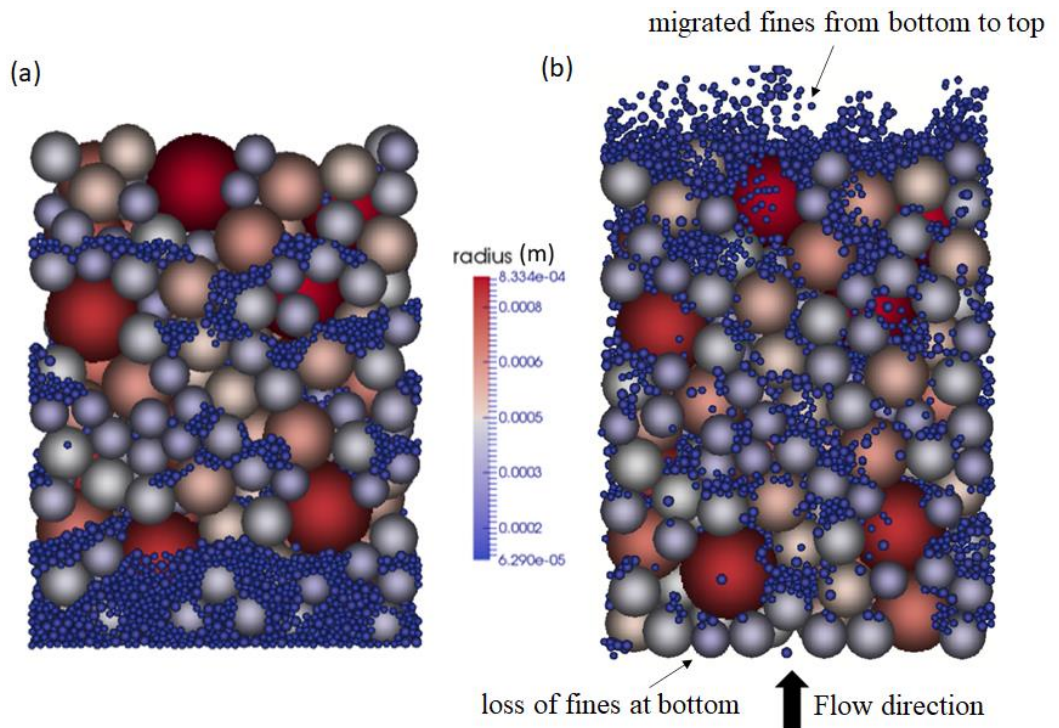 migrated fines from bottom to top
(a)
(b)
radius (m)
8.334e-04
0.0008
0.0006
0.0005
0.0003
0.0002
6.290e-05
loss of fines at bottom
Flow direction